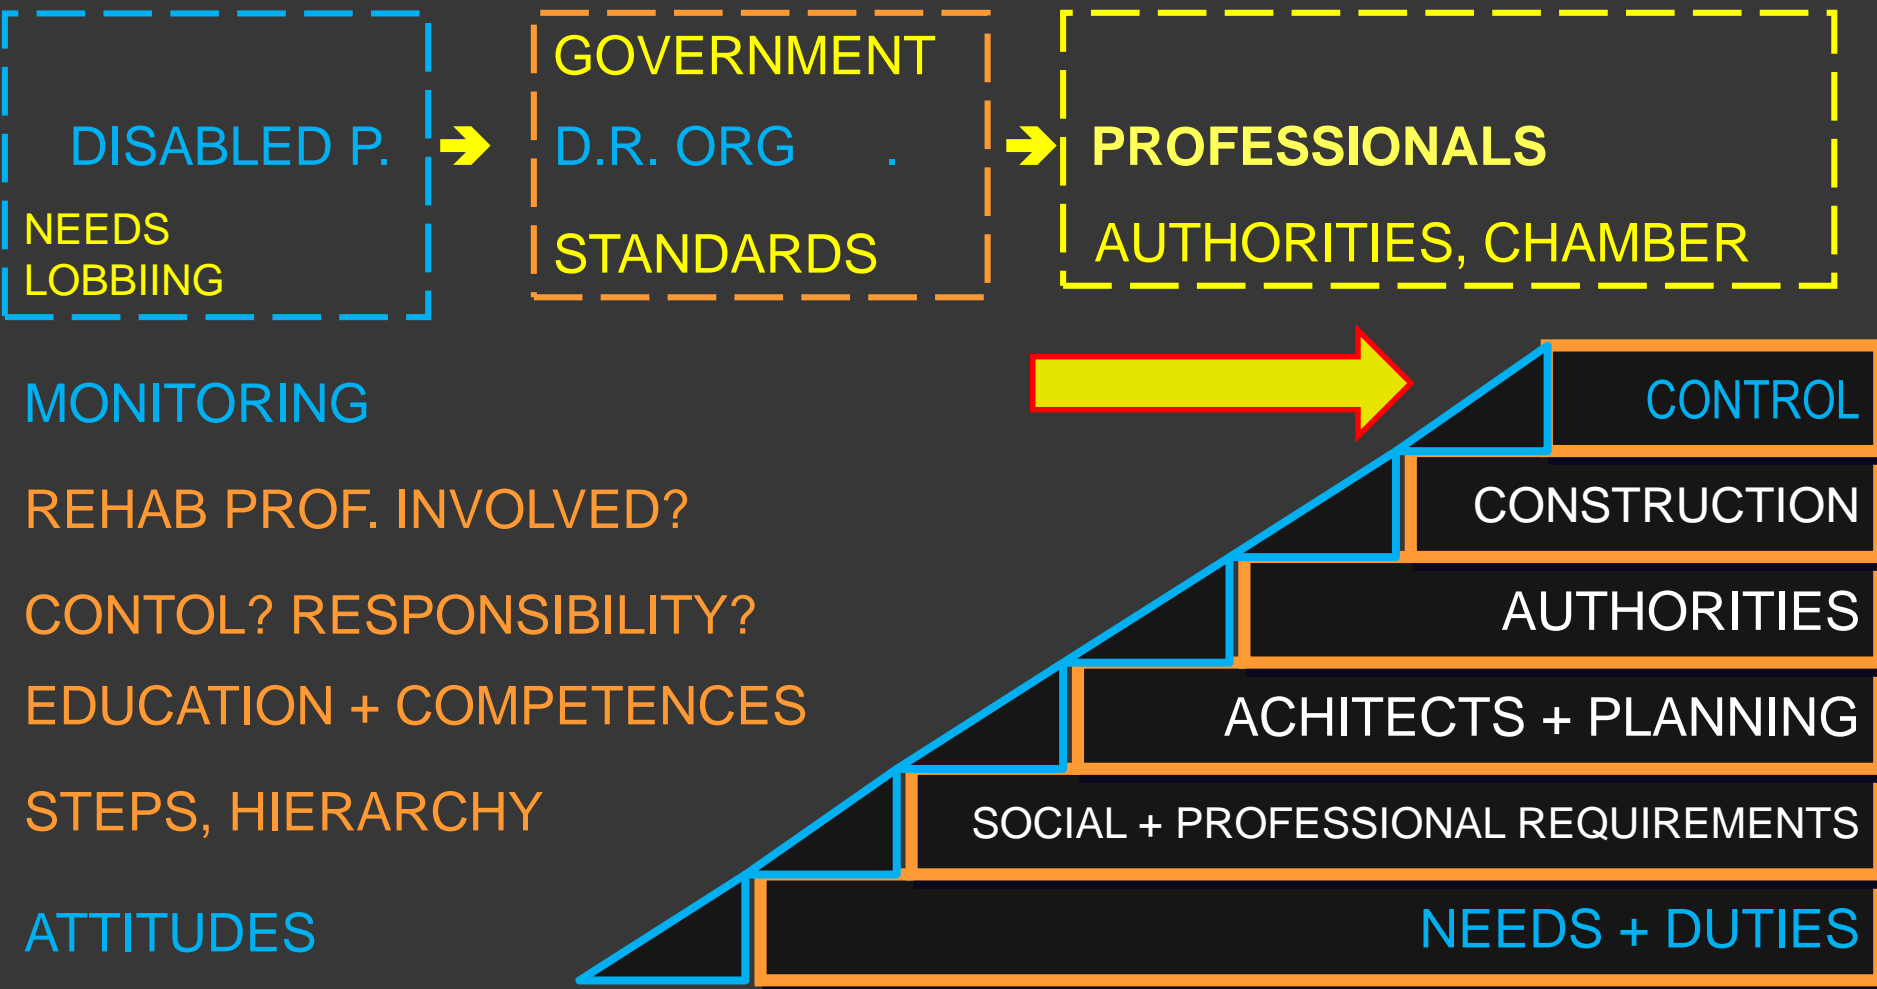 DISABLED P.
NEEDS
LOBBIING
GOVERNMENT
D.R. ORG .
STANDARDS
PROFESSIONALS
AUTHORITIES, CHAMBER
MONITORING
REHAB PROF. INVOLVED?
CONTOL? RESPONSIBILITY?
EDUCATION + COMPETENCES
STEPS, HIERARCHY
ATTITUDES
CONTROL
CONSTRUCTION
AUTHORITIES
ACHITECTS + PLANNING
SOCIAL + PROFESSIONAL REQUIREMENTS
NEEDS + DUTIES